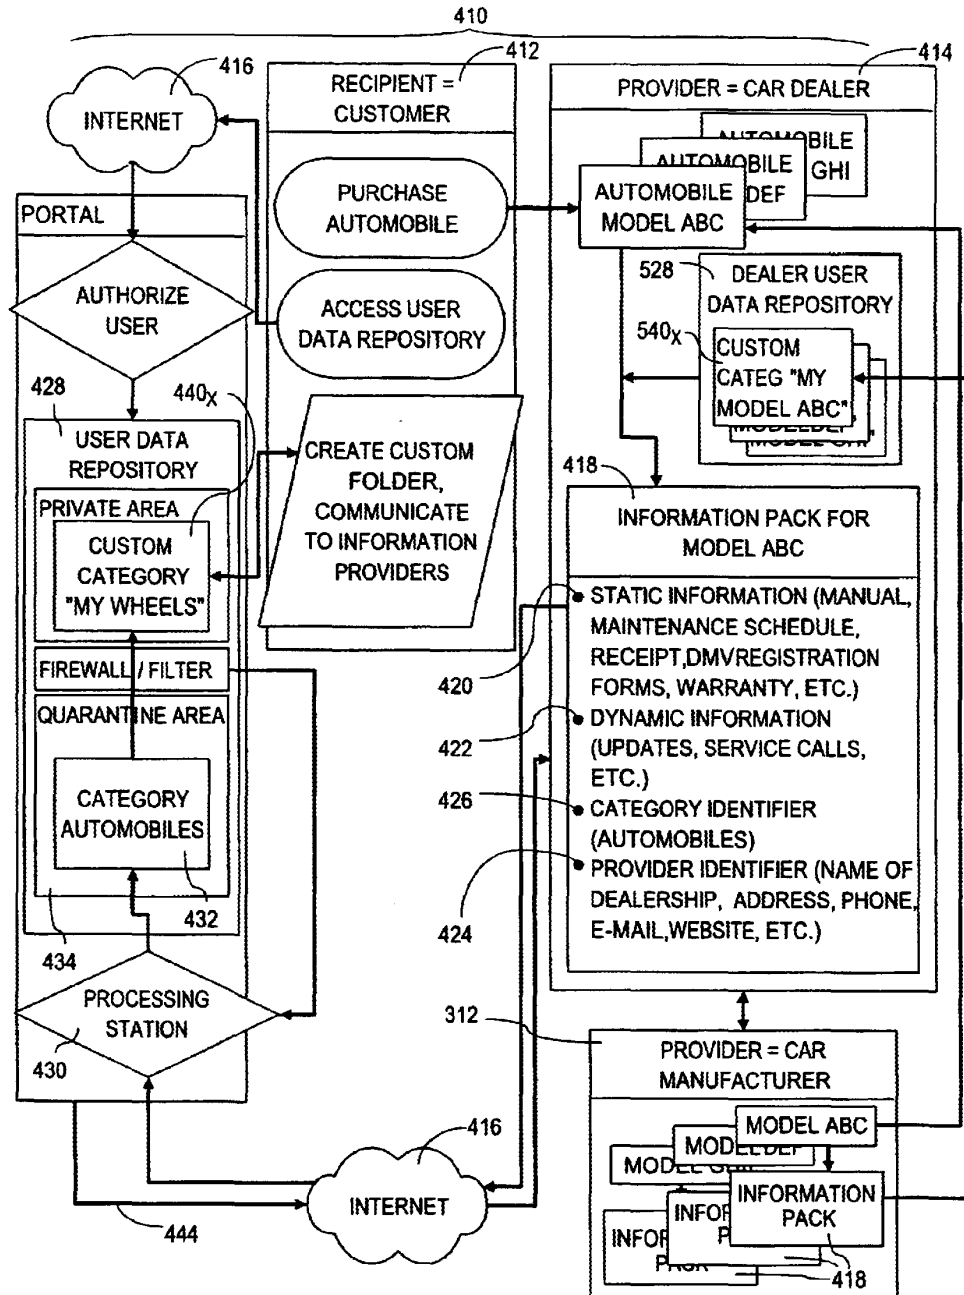 410
416
INTERNET
412
RECIPIENT =
CUSTOMER
414
PROVIDER = CAR DEALER
AUTOMOBILE
GHI
AUTOMOBILE
DEF
AUTOMOBILE
MODEL ABC
PURCHASE
AUTOMOBILE
PORTAL
AUTHORIZE
USER
ACCESS USER
DATA REPOSITORY
528
DEALER USER
DATA REPOSITORY
540X
CUSTOM
CATEG "MY
MODEL ABC"
428
440X
USER DATA
REPOSITORY
PRIVATE AREA
CUSTOM
CATEGORY
"MY WHEELS"
CREATE CUSTOM
FOLDER,
COMMUNICATE
TO INFORMATION
PROVIDERS
418
INFORMATION PACK FOR
MODEL ABC
FIREWALL / FILTER
QUARANTINE AREA
CATEGORY
AUTOMOBILES
432
434
PROCESSING
STATION
430
420
STATIC INFORMATION (MANUAL,
MAINTENANCE SCHEDULE,
RECEIPT,DMVREGISTRATION
FORMS, WARRANTY, ETC.)
422
DYNAMIC INFORMATION
(UPDATES, SERVICE CALLS,
ETC.)
426
CATEGORY IDENTIFIER
(AUTOMOBILES)
424
PROVIDER IDENTIFIER (NAME OF
DEALERSHIP, ADDRESS, PHONE,
E-MAIL,WEBSITE, ETC.)
312
PROVIDER = CAR
MANUFACTURER
MODEL ABC
MODEL DEF
INFORMATION
PACK
418
416
INTERNET
444